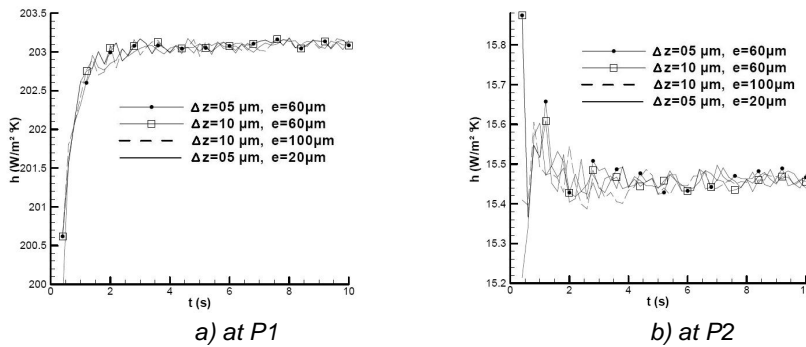 h (W/m² °K)
203.5
203
202.5
202
201.5
201
200.5
200
0
2
4
6
8
10
t (s)
Δz=05 μm, e=60μm
Δz=10 μm, e=60μm
Δz=10 μm, e=100μm
Δz=05 μm, e=20μm
a) at P1
h (W/m² °K)
15.8
15.7
15.6
15.5
15.4
15.3
15.2
0
2
4
6
8
10
t (s)
Δz=05 μm, e=60μm
Δz=10 μm, e=60μm
Δz=10 μm, e=100μm
Δz=05 μm, e=20μm
b) at P2